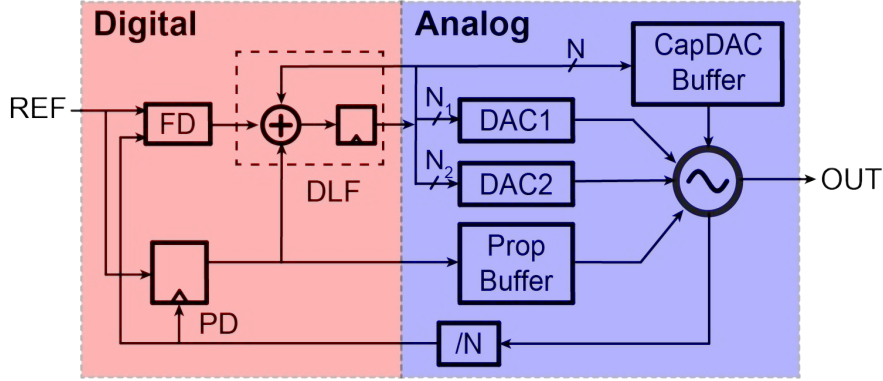 Digital
Analog
N
CapDAC
Buffer
REF
FD
N1
DAC1
N2
DAC2
OUT
DLF
Prop
Buffer
PD
/N